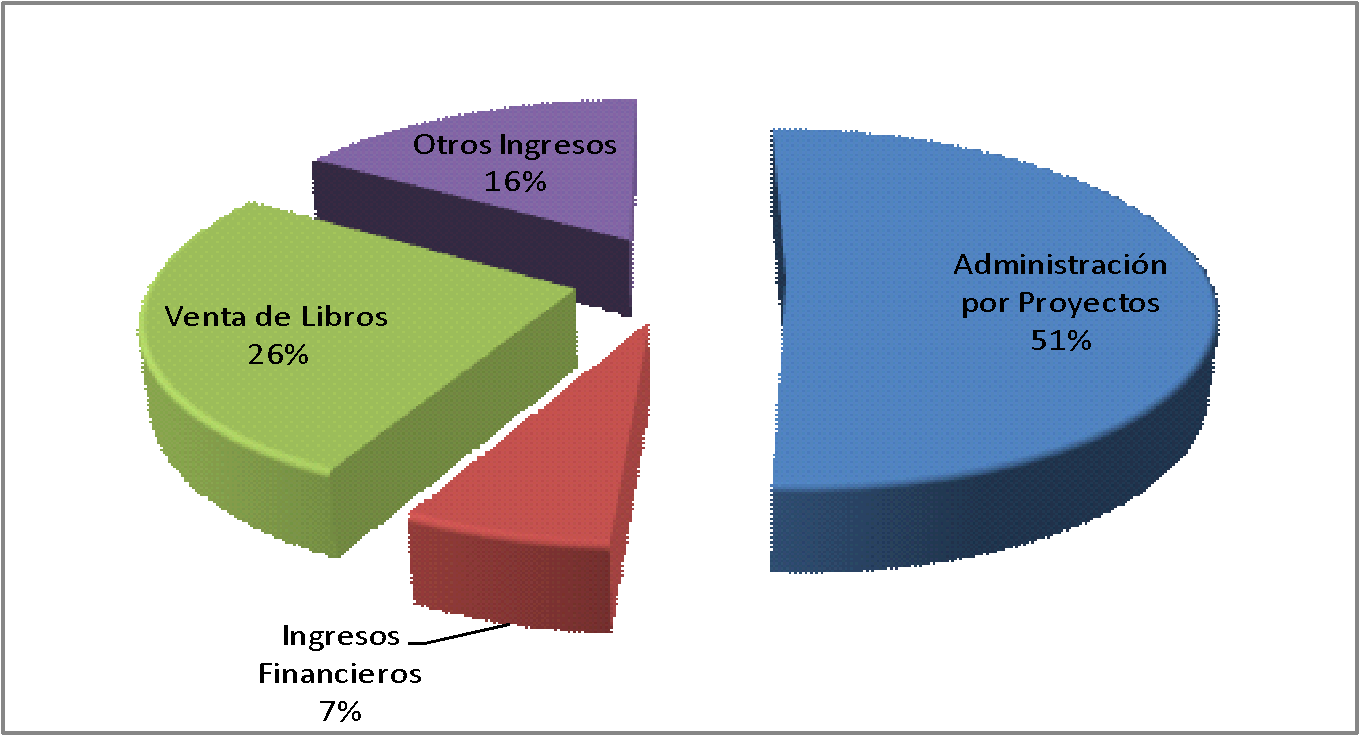 Otros Ingresos
16%
Administración
por Proyectos
51%
Venta de Libros
26%
Ingresos
Financieros
7%